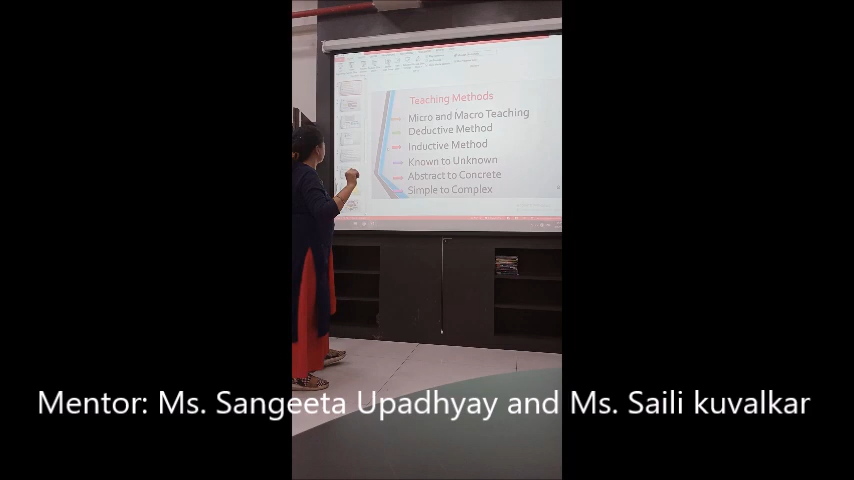 Teaching Methods
Micro and Macro Teaching
Deductive Method
Inductive Method
Known to Unknown
Abstract to Concrete
Simple to Complex
Mentor: Ms. Sangeeta Upadhyay and Ms. Saili kuvalkar